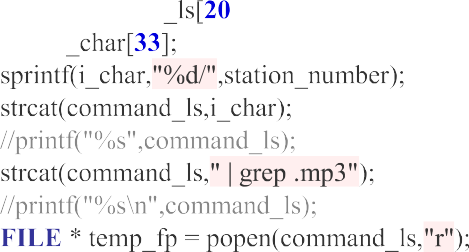 _ls[20
_char[33];
sprintf(i_char,"%d/",station_number);
strcat(command_ls,i_char);
//printf("%s",command_ls);
strcat(command_ls," | grep .mp3");
//printf("%s\n",command_ls);
FILE * temp_fp = popen(command_ls,"r");